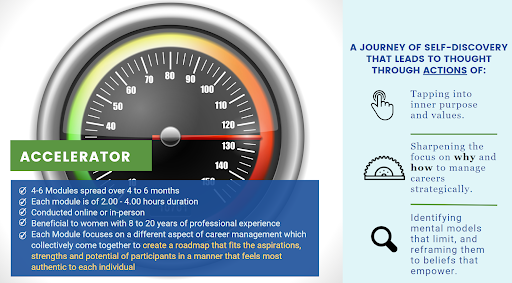 40
50
60
70
80
90
100
110
120
130
140
150
ACCELERATOR
4-6 Modules spread over 4 to 6 months
Each module is of 2.00 - 4.00 hours duration
Conducted online or in-person
Beneficial to women with 8 to 20 years of professional experience
Each Module focuses on a different aspect of career management which
collectively come together to create a roadmap that fits the aspirations,
strengths and potential of participants in a manner that feels most
authentic to each individual
A JOURNEY OF SELF-DISCOVERY
THAT LEADS TO THOUGHT
THROUGH ACTIONS OF:
Tapping into
inner purpose
and values.
Sharpening the
focus on why and
how to manage
careers
strategically.
Identifying
mental models
that limit, and
reframing them
to beliefs that
empower.